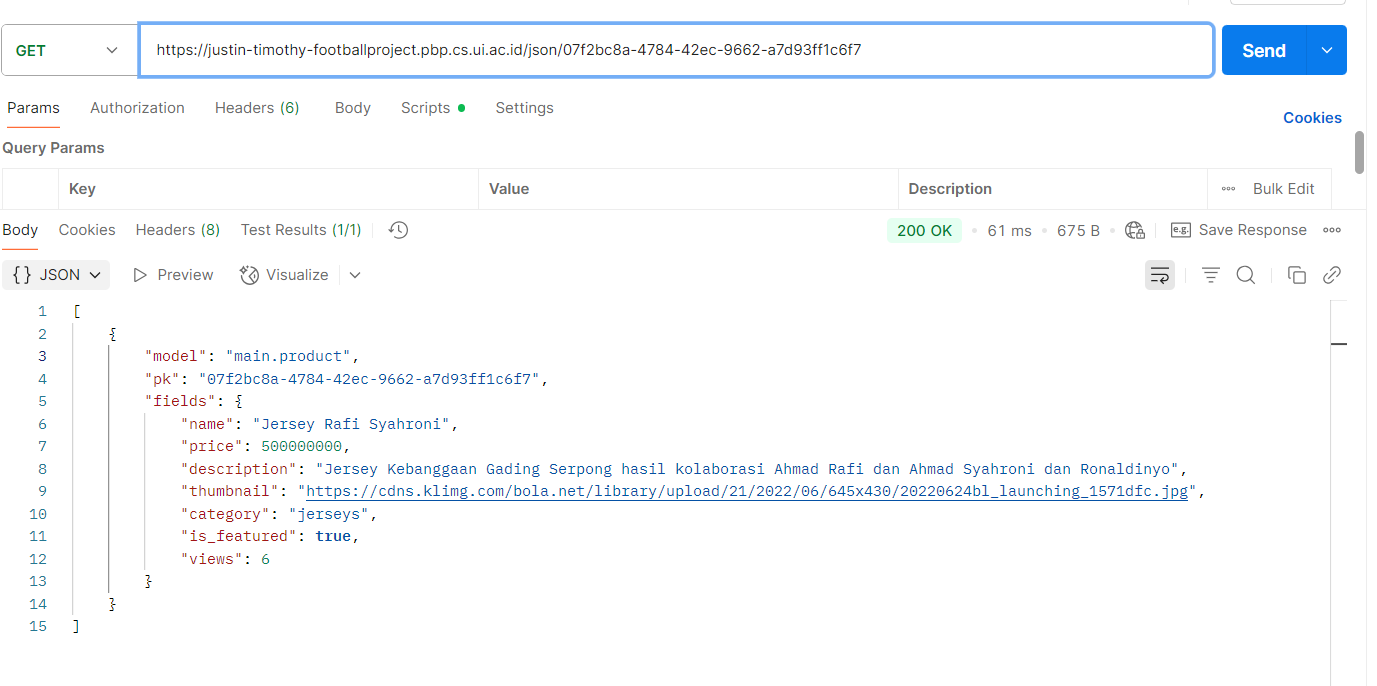 GET https://justin-timothy-footballproject.pbp.cs.ui.ac.id/json/07f2bc8a-4784-42ec-9662-a7d93ff1c6f7 Send
Params Authorization Headers (6) Body Scripts Settings Cookies
Query Params
Key Value Description Bulk Edit
Body Cookies Headers (8) Test Results (1/1) 200 OK 61 ms 675 B e.g. Save Response
{} JSON Preview Visualize
1 [
2 {
3 "model": "main.product",
4 "pk": "07f2bc8a-4784-42ec-9662-a7d93ff1c6f7",
5 "fields": {
6 "name": "Jersey Rafi Syahroni",
7 "price": 500000000,
8 "description": "Jersey Kebanggaan Gading Serpong hasil kolaborasi Ahmad Rafi dan Ahmad Syahroni dan Ronaldinyo",
9 "thumbnail": "https://cdns.klimg.com/bola.net/library/upload/21/2022/06/645x430/20220624bl_launching_1571dfc.jpg",
10 "category": "jerseys",
11 "is_featured": true,
12 "views": 6
13 }
14 }
15 ]